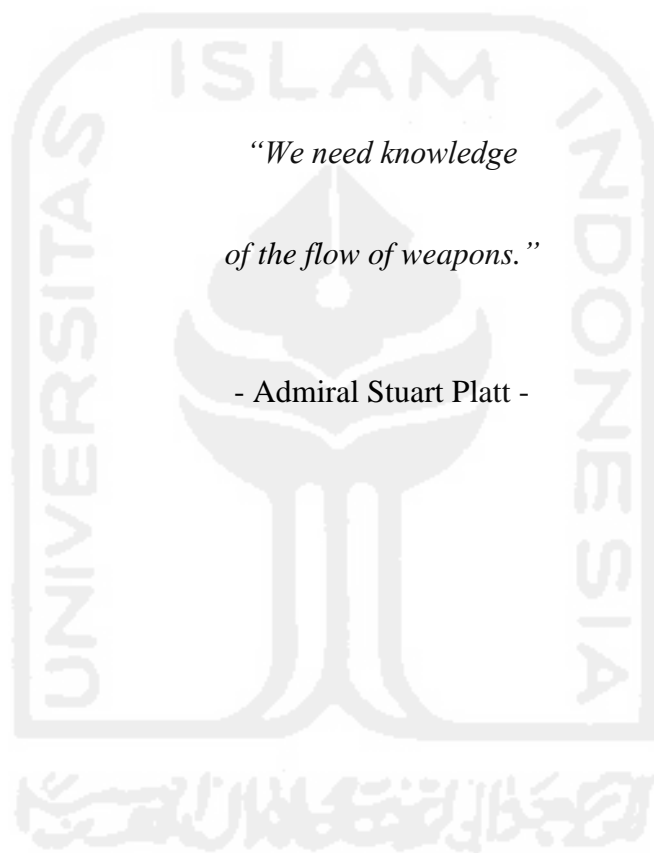 ISLAM
UNIVERSITAS
INDONESIA
“We need knowledge
of the flow of weapons.”
- Admiral Stuart Platt -